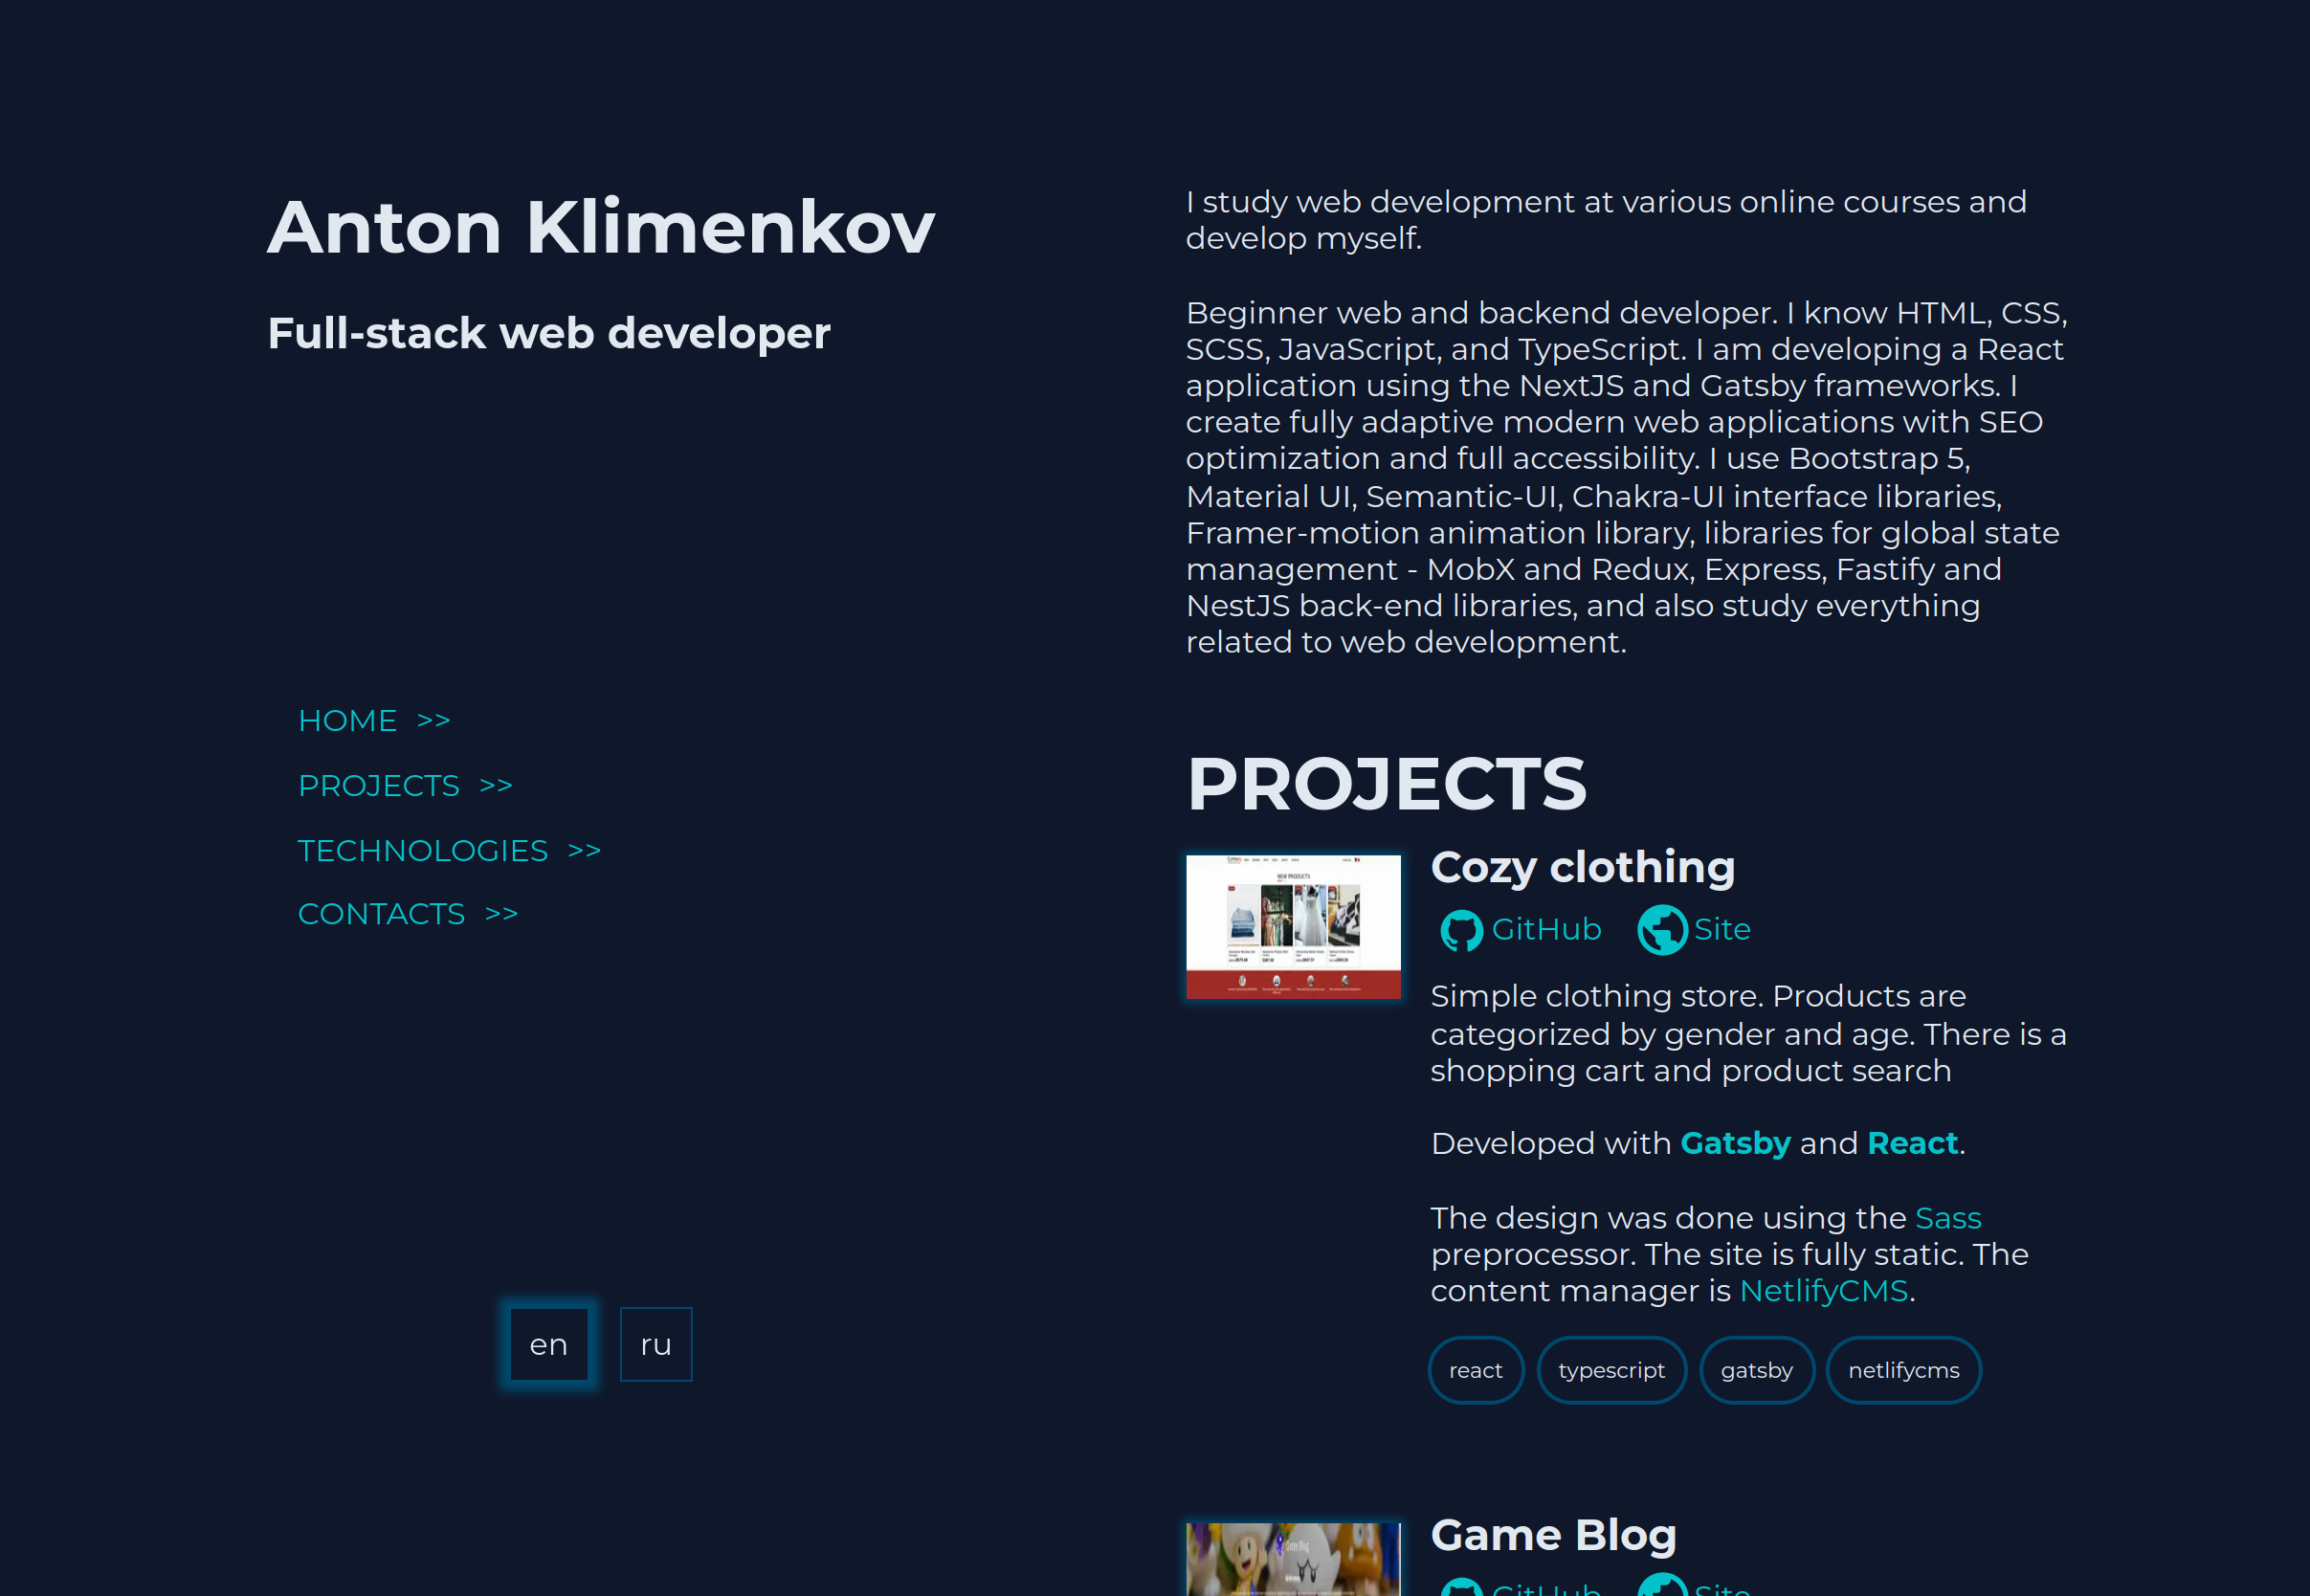 Anton Klimenkov
Full-stack web developer
HOME >>
PROJECTS >>
TECHNOLOGIES >>
CONTACTS >>
en
ru
I study web development at various online courses and
develop myself.
Beginner web and backend developer. I know HTML, CSS,
SCSS, JavaScript, and TypeScript. I am developing a React
application using the NextJS and Gatsby frameworks. I
create fully adaptive modern web applications with SEO
optimization and full accessibility. I use Bootstrap 5,
Material UI, Semantic-UI, Chakra-UI interface libraries,
Framer-motion animation library, libraries for global state
management - MobX and Redux, Express, Fastify and
NestJS back-end libraries, and also study everything
related to web development.
PROJECTS
NEW PRODUCTS
Cozy clothing
GitHub Site
Simple clothing store. Products are
categorized by gender and age. There is a
shopping cart and product search
Developed with Gatsby and React.
The design was done using the Sass
preprocessor. The site is fully static. The
content manager is NetlifyCMS.
react typescript gatsby netlifycms
Game Blog
Game Blog
GitHub Site